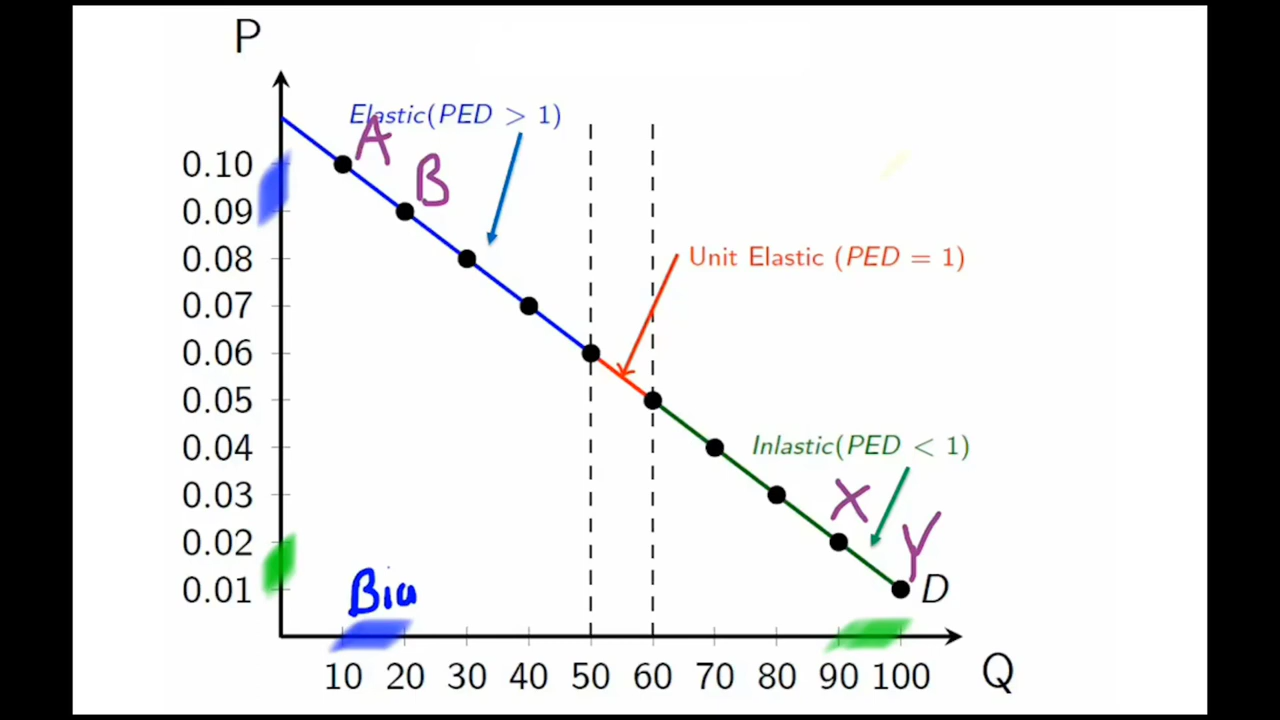 P
Elastic(PED > 1)
A
B
0.10
0.09
0.08
Unit Elastic (PED = 1)
0.07
0.06
0.05
0.04
Inlastic(PED < 1)
0.03
X
0.02
Y
0.01
D
10 20 30 40 50 60 70 80 90 100
Q